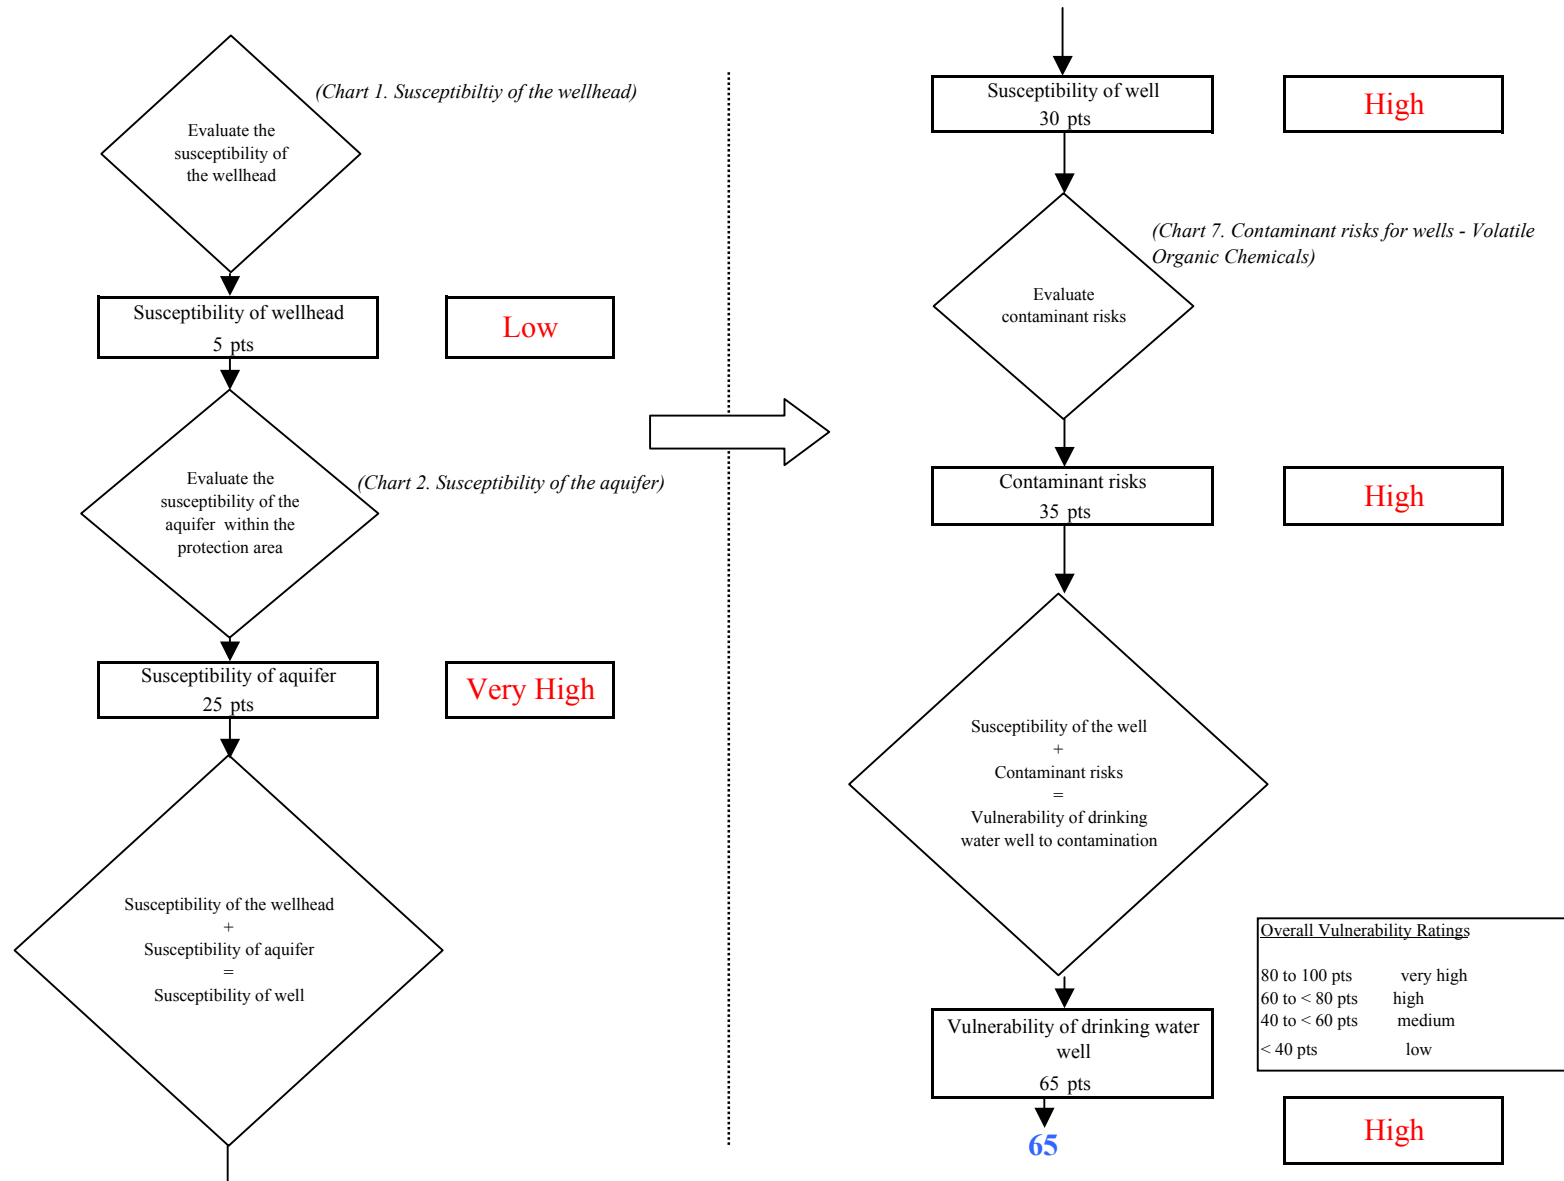 (Chart 1. Susceptibiltiy of the wellhead)
Evaluate the
susceptibility of
the wellhead
Susceptibility of wellhead
5 pts
Low
Evaluate the
susceptibility of the
aquifer within the
protection area
(Chart 2. Susceptibility of the aquifer)
Susceptibility of aquifer
25 pts
Very High
Susceptibility of the wellhead
+
Susceptibility of aquifer
=
Susceptibility of well
Susceptibility of well
30 pts
High
(Chart 7. Contaminant risks for wells - Volatile
Organic Chemicals)
Evaluate
contaminant risks
Contaminant risks
35 pts
High
Susceptibility of the well
+
Contaminant risks
=
Vulnerability of drinking
water well to contamination
Overall Vulnerability Ratings
80 to 100 pts very high
60 to < 80 pts high
40 to < 60 pts medium
< 40 pts low
Vulnerability of drinking water
well
65 pts
65
High